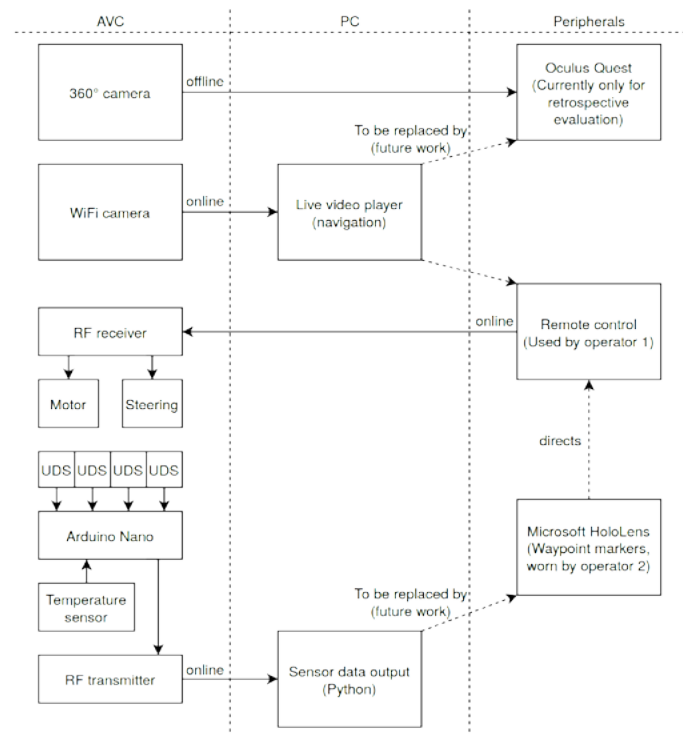 AVC
PC
Peripherals
360° camera
offline
Oculus Quest
(Currently only for
retrospective
evaluation)
To be replaced by
(future work)
WiFi camera
online
Live video player
(navigation)
RF receiver
online
Remote control
(Used by operator 1)
Motor
Steering
directs
UDS
UDS
UDS
UDS
Arduino Nano
Microsoft HoloLens
(Waypoint markers,
worn by operator 2)
Temperature
sensor
To be replaced by
(future work)
RF transmitter
online
Sensor data output
(Python)